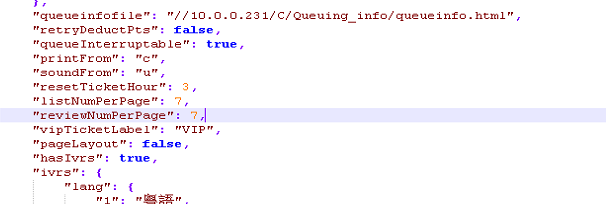 },
"queueinfofile": "//10.0.0.231/C/Queuing_info/queueinfo.html",
"retryDeductPts": false,
"queueInterruptable": true,
"printFrom": "c",
"soundFrom": "u",
"resetTicketHour": 3,
"listNumPerPage": 7,
"reviewNumPerPage": 7,
"vipTicketLabel": "VIP",
"pageLayout": false,
"hasIvrs": true,
"ivrs": {
"lang": {
"1": "粵語",